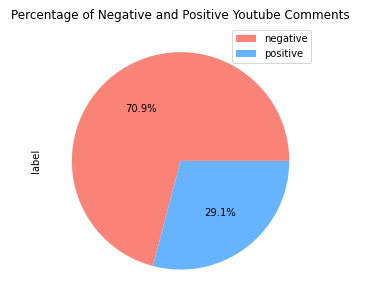 Percentage of Negative and Positive Youtube Comments
negative
positive
70.9%
label
29.1%